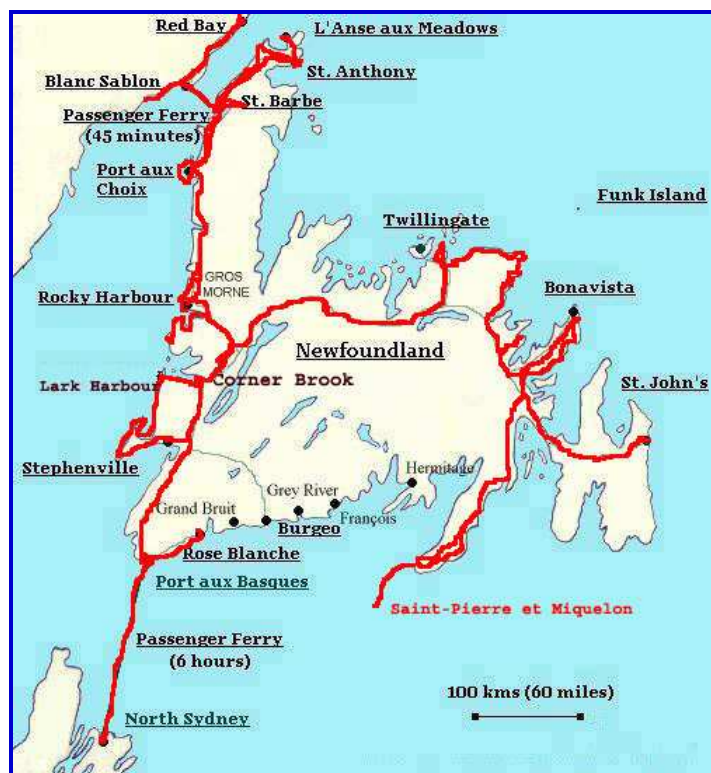 Red Bay
L'Anse aux Meadows
St. Anthony
Blanc Sablon
St. Barbe
Passenger Ferry
(45 minutes)
Port aux
Choix
Funk Island
Twillingate
GROS
MORNE
Rocky Harbour
Bonavista
Newfoundland
Lark Harbour
Corner Brook
St. John's
Stephenville
Hermitage
Grey River
Grand Bruit
François
Burgeo
Rose Blanche
Port aux Basques
Saint-Pierre et Miquelon
Passenger Ferry
(6 hours)
100 kms (60 miles)
North Sydney